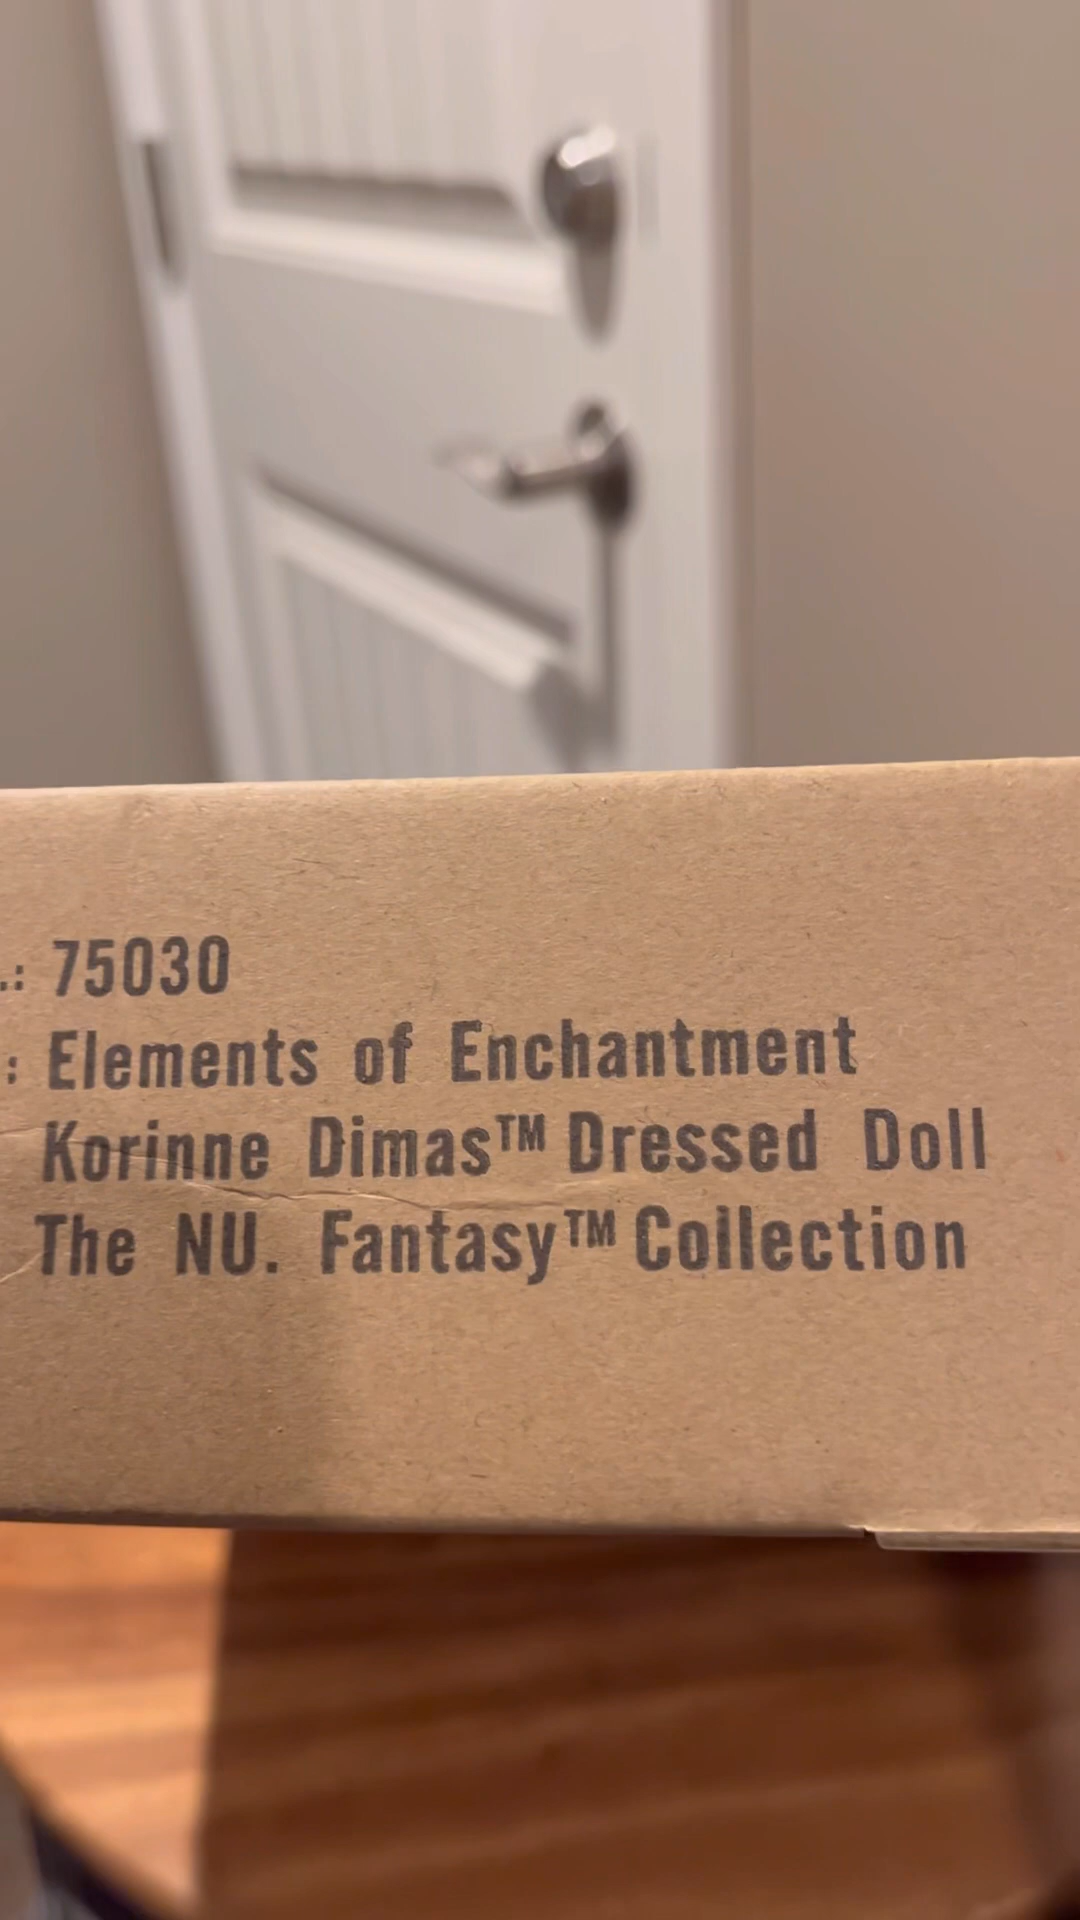 .: 75030
: Elements of Enchantment
Korinne Dimas™ Dressed Doll
The NU. Fantasy™ Collection